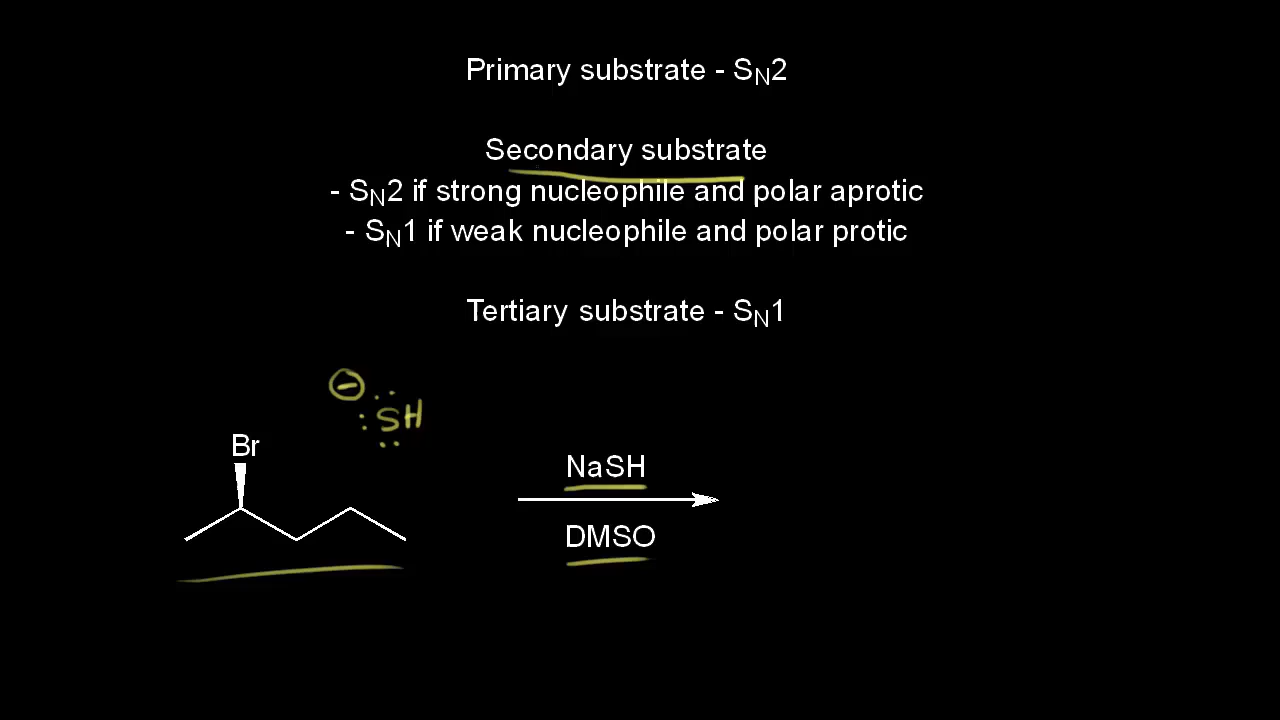 Primary substrate - SN2
Secondary substrate
- SN2 if strong nucleophile and polar aprotic
- SN1 if weak nucleophile and polar protic
Tertiary substrate - SN1
SH
Br
NaSH
DMSO